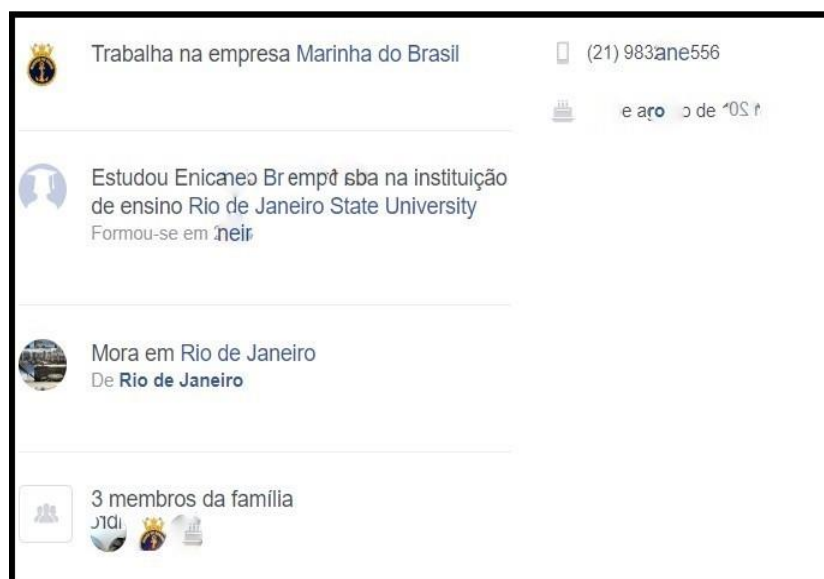 Trabalha na empresa Marinha do Brasil
(21)
de
Estudou na instituição
de ensino Rio de Janeiro State University
Formou-se em
Mora em Rio de Janeiro
De Rio de Janeiro
3 membros da família